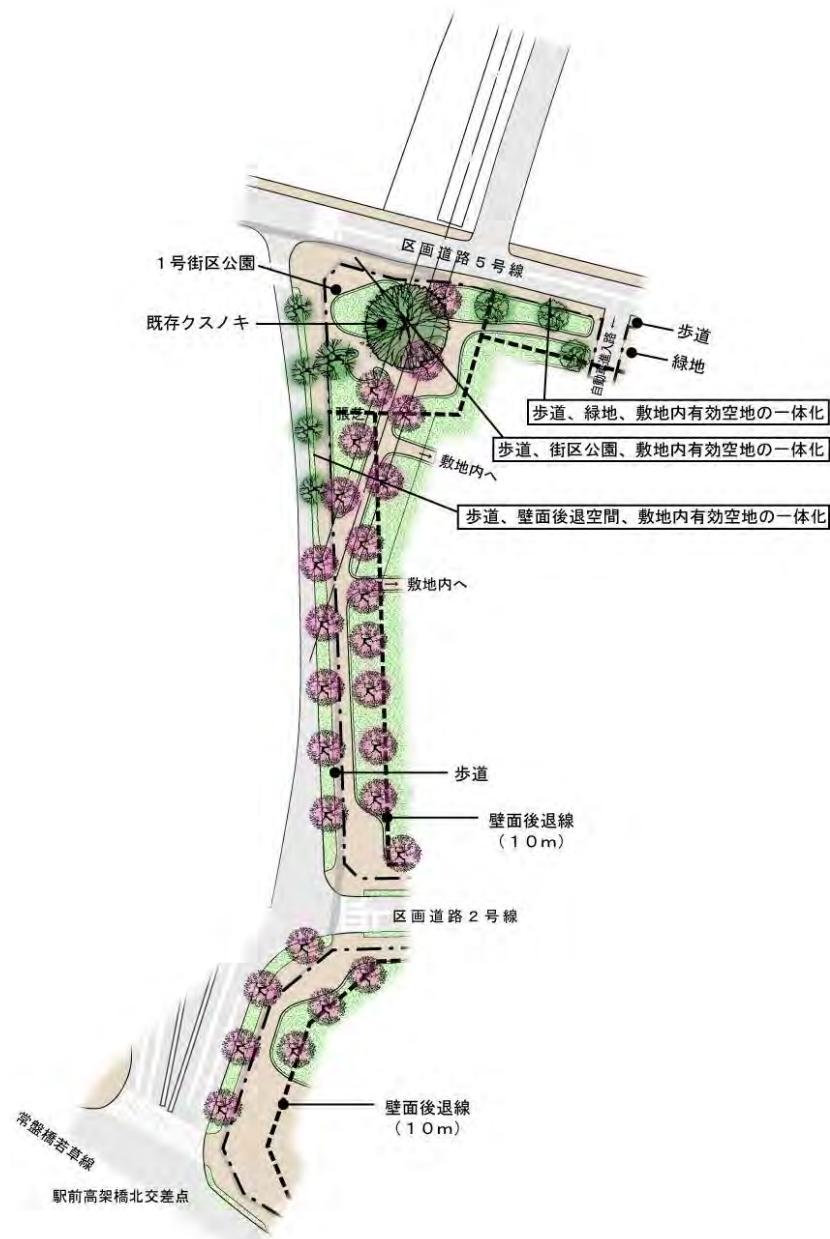 区画道路5号線
1号街区公園
既存クスノキ
自動車進入路
歩道
緑地
歩道、緑地、敷地内有効空地の一体化
張芝
歩道、街区公園、敷地内有効空地の一体化
敷地内へ
歩道、壁面後退空間、敷地内有効空地の一体化
敷地内へ
歩道
壁面後退線
(10m)
区画道路2号線
壁面後退線
(10m)
常盤橋若草線
駅前高架橋北交差点